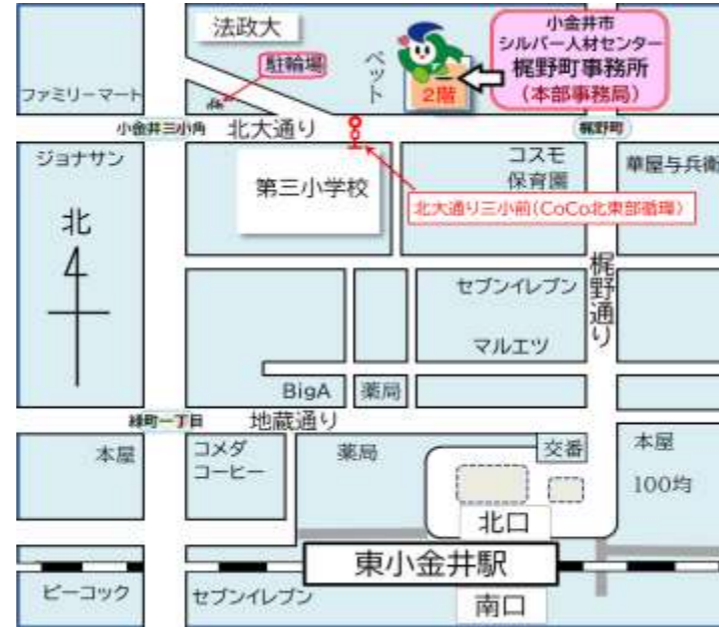 法政大
駐輪場
ペット
2階
小金井市
シルバー人材センター
梶野町事務所
(本部事務局)
ファミリーマート
小金井三小角
北大通り
梶野町
ジョナサン
第三小学校
コスモ
保育園
華屋与兵衛
北大通り三小前(CoCo北東部循環)
北
セブンイレブン
梶野通り
マルエツ
BigA
薬局
緑町一丁目
地蔵通り
本屋
コメダ
コーヒー
薬局
交番
本屋
100均
北口
東小金井駅
ピーコック
セブンイレブン
南口